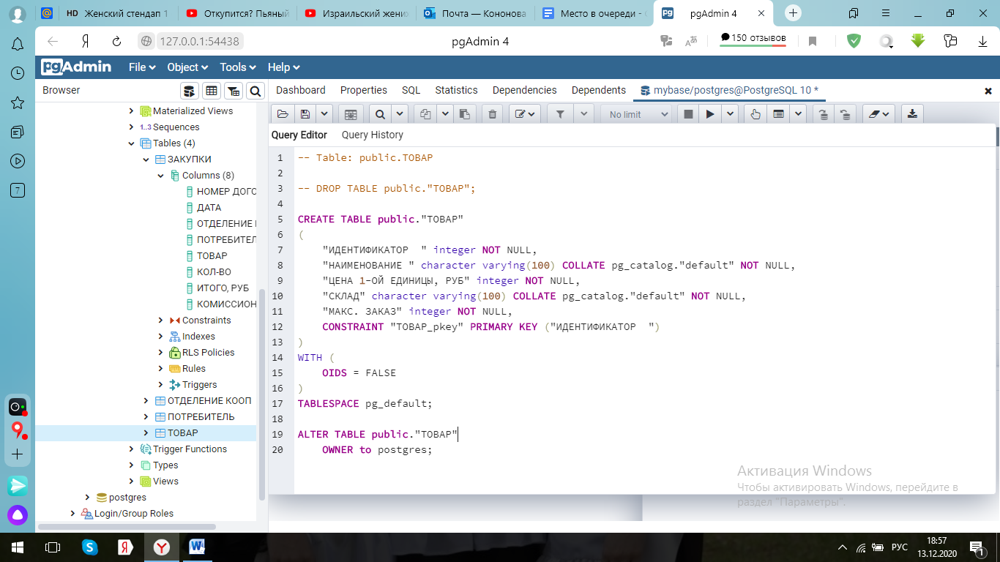 HD Женский стендап 1
Откупится? Пьяный
Израильский жених
Почта — Кононова
Место в очереди - 
pgAdmin 4
127.0.0.1:54438
pgAdmin 4
150 отзывов
pgAdmin
File
Object
Tools
Help
Browser
Dashboard
Properties
SQL
Statistics
Dependencies
Dependents
mybase/postgres@PostgreSQL 10 *
No limit
Query Editor
Query History
Materialized Views
1..3 Sequences
Tables (4)
ЗАКУПКИ
Columns (8)
НОМЕР ДОГО
ДАТА
ОТДЕЛЕНИЕ
ПОТРЕБИТЕЛ
ТОВАР
КОЛ-ВО
ИТОГО, РУБ
КОМИССИОН
Constraints
Indexes
RLS Policies
Rules
Triggers
ОТДЕЛЕНИЕ КООП
ПОТРЕБИТЕЛЬ
ТОВАР
Trigger Functions
Types
Views
postgres
Login/Group Roles
1 -- Table: public.ТОВАР
2
3 -- DROP TABLE public."ТОВАР";
4
5 CREATE TABLE public."ТОВАР"
6 (
7 "ИДЕНТИФИКАТОР  " integer NOT NULL,
8 "НАИМЕНОВАНИЕ " character varying(100) COLLATE pg_catalog."default" NOT NULL,
9 "ЦЕНА 1-ОЙ ЕДИНИЦЫ, РУБ" integer NOT NULL,
10 "СКЛАД" character varying(100) COLLATE pg_catalog."default" NOT NULL,
11 "МАКС. ЗАКАЗ" integer NOT NULL,
12 CONSTRAINT "ТОВАР_pkey" PRIMARY KEY ("ИДЕНТИФИКАТОР  ")
13 )
14 WITH (
15 OIDS = FALSE
16 )
17 TABLESPACE pg_default;
18
19 ALTER TABLE public."ТОВАР"
20 OWNER to postgres;
Активация Windows
Чтобы активировать Windows, перейдите в
раздел "Параметры".
7
РУС
18:57
13.12.2020
1